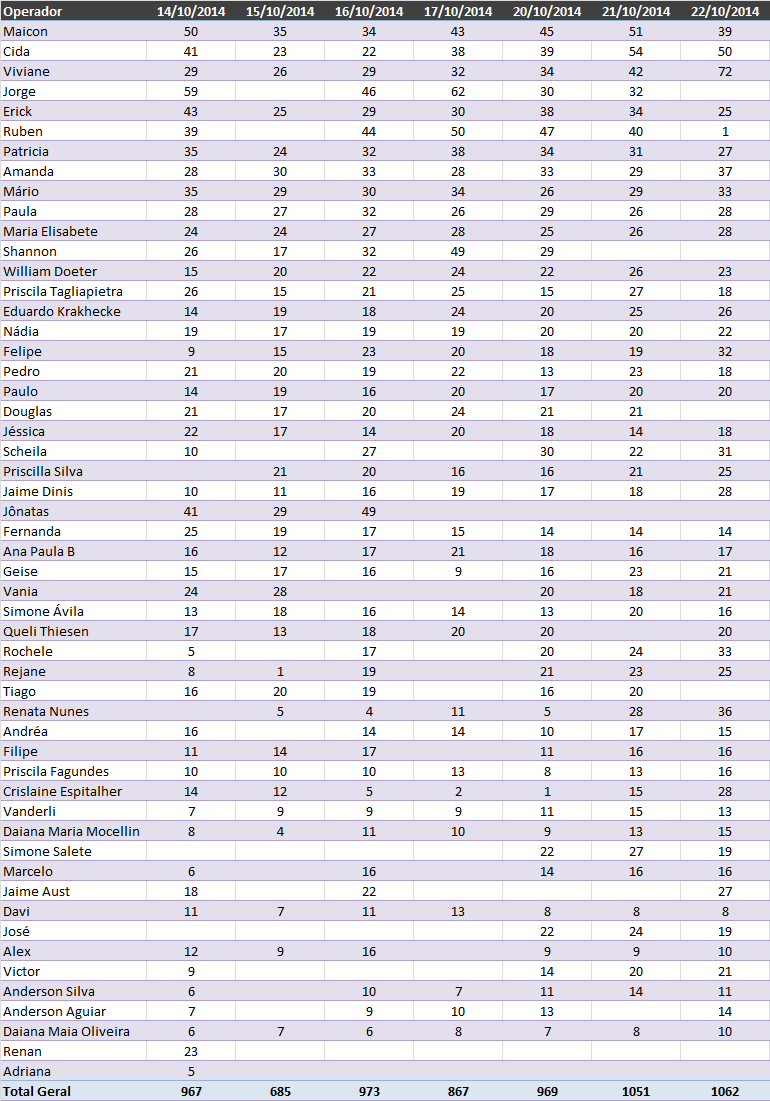 Operador 14/10/2014 15/10/2014 16/10/2014 17/10/2014 20/10/2014 21/10/2014 22/10/2014
Maicon 50 35 34 43 45 51 39
Cida 41 23 22 38 39 54 50
Viviane 29 26 29 32 34 42 72
Jorge 59 46 62 30 32
Erick 43 25 29 30 38 34 25
Ruben 39 44 50 47 40 1
Patricia 35 24 32 38 34 31 27
Amanda 28 30 33 28 33 29 37
Mário 35 29 30 34 26 29 33
Paula 28 27 32 26 29 26 28
Maria Elisabete 24 24 27 28 25 26 28
Shannon 26 17 32 49 29
William Doeter 15 20 22 24 22 26 23
Priscila Tagliapietra 26 15 21 25 15 27 18
Eduardo Krakhecke 14 19 18 24 20 25 26
Nádia 19 17 19 19 20 20 22
Felipe 9 15 23 20 18 19 32
Pedro 21 20 19 22 13 23 18
Paulo 14 19 16 20 17 20 20
Douglas 21 17 20 24 21 21
Jéssica 22 17 14 20 18 14 18
Scheila 10 27 30 22 31
Priscilla Silva 21 20 16 16 21 25
Jaime Dinis 10 11 16 19 17 18 28
Jônatas 41 29 49
Fernanda 25 19 17 15 14 14 14
Ana Paula B 16 12 17 21 18 16 17
Geise 15 17 16 9 16 23 21
Vania 24 28 20 18 21
Simone Ávila 13 18 16 14 13 20 16
Queli Thiesen 17 13 18 20 20 20
Rochele 5 17 20 24 33
Rejane 8 1 19 21 23 25
Tiago 16 20 19 16 20
Renata Nunes 5 4 11 5 28 36
Andréa 16 14 14 10 17 15
Filipe 11 14 17 11 16 16
Priscila Fagundes 10 10 10 13 8 13 16
Crislaine Espitalher 14 12 5 2 1 15 28
Vanderli 7 9 9 9 11 15 13
Daiana Maria Mocellin 8 4 11 10 9 13 15
Simone Salete 22 27 19
Marcelo 6 16 14 16 16
Jaime Aust 18 22 27
Davi 11 7 11 13 8 8 8
José 22 24 19
Alex 12 9 16 9 9 10
Victor 9 14 20 21
Anderson Silva 6 10 7 11 14 11
Anderson Aguiar 7 9 10 13 14
Daiana Maia Oliveira 6 7 6 8 7 8 10
Renan 23
Adriana 5
Total Geral 967 685 973 867 969 1051 1062